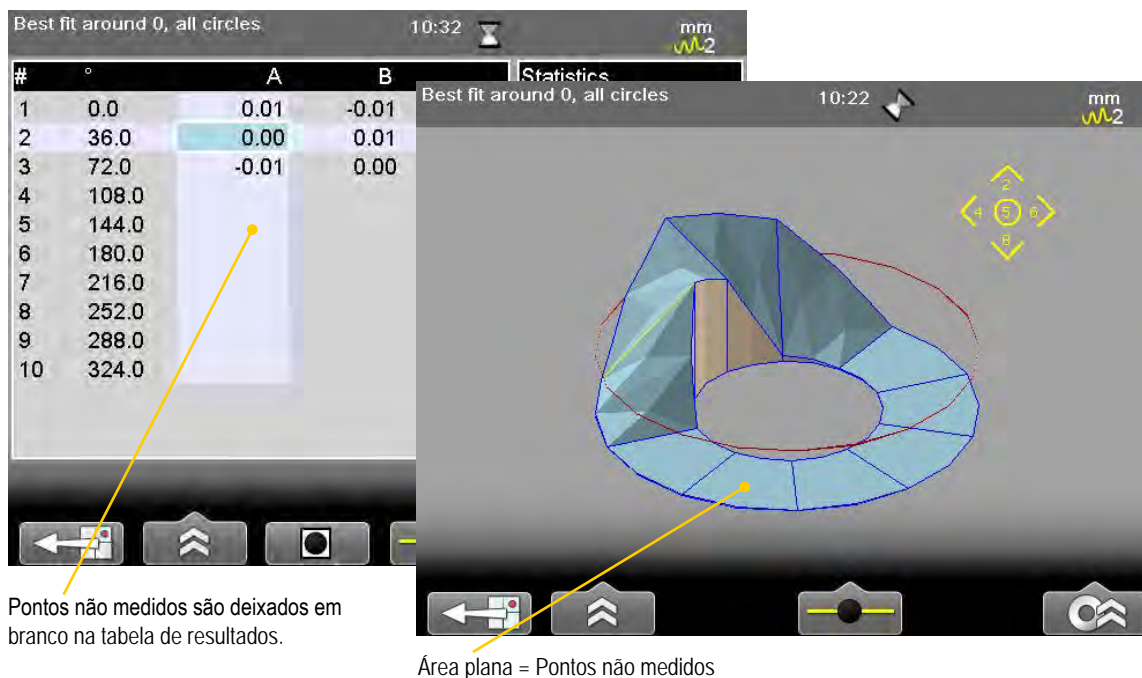 Best fit around 0, all circles 10:32 mm
2
# ° A B Statistics
1 0.0 0.01 -0.01
2 36.0 0.00 0.01
3 72.0 -0.01 0.00
4 108.0
5 144.0
6 180.0
7 216.0
8 252.0
9 288.0
10 324.0
Best fit around 0, all circles 10:22 mm
2
2
4 5 6
8
Pontos não medidos são deixados em
branco na tabela de resultados.
Área plana = Pontos não medidos